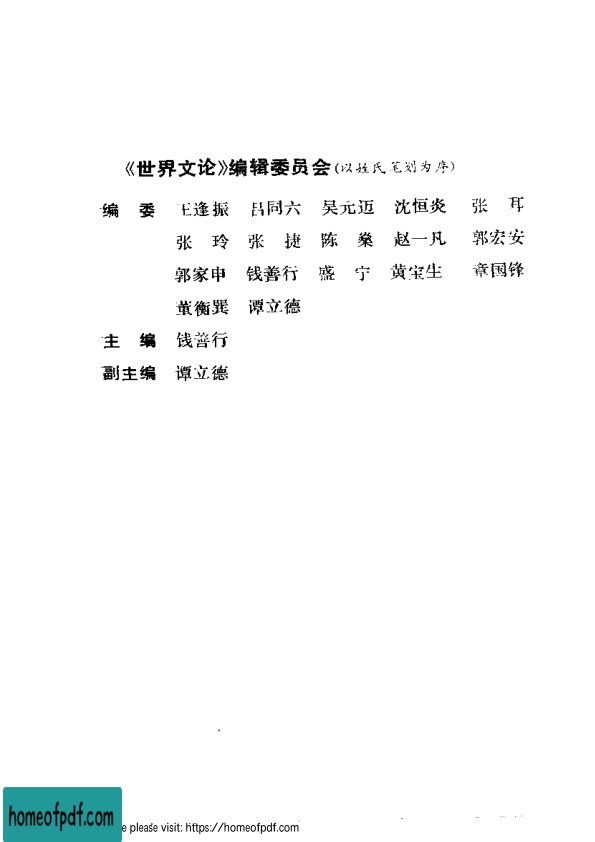 《世界文论》编辑委员会(以姓氏笔划为序)
编 委 王逢振 吕同六 吴元迈 沈恒炎 张 耳
张 玲 张 捷 陈 燊 赵一凡 郭宏安
郭家申 钱善行 盛 宁 黄宝生 章国锋
董衡巽 谭立德
主 编 钱善行
副主编 谭立德
homeofpdf.com
e please visit: https://homeofpdf.com